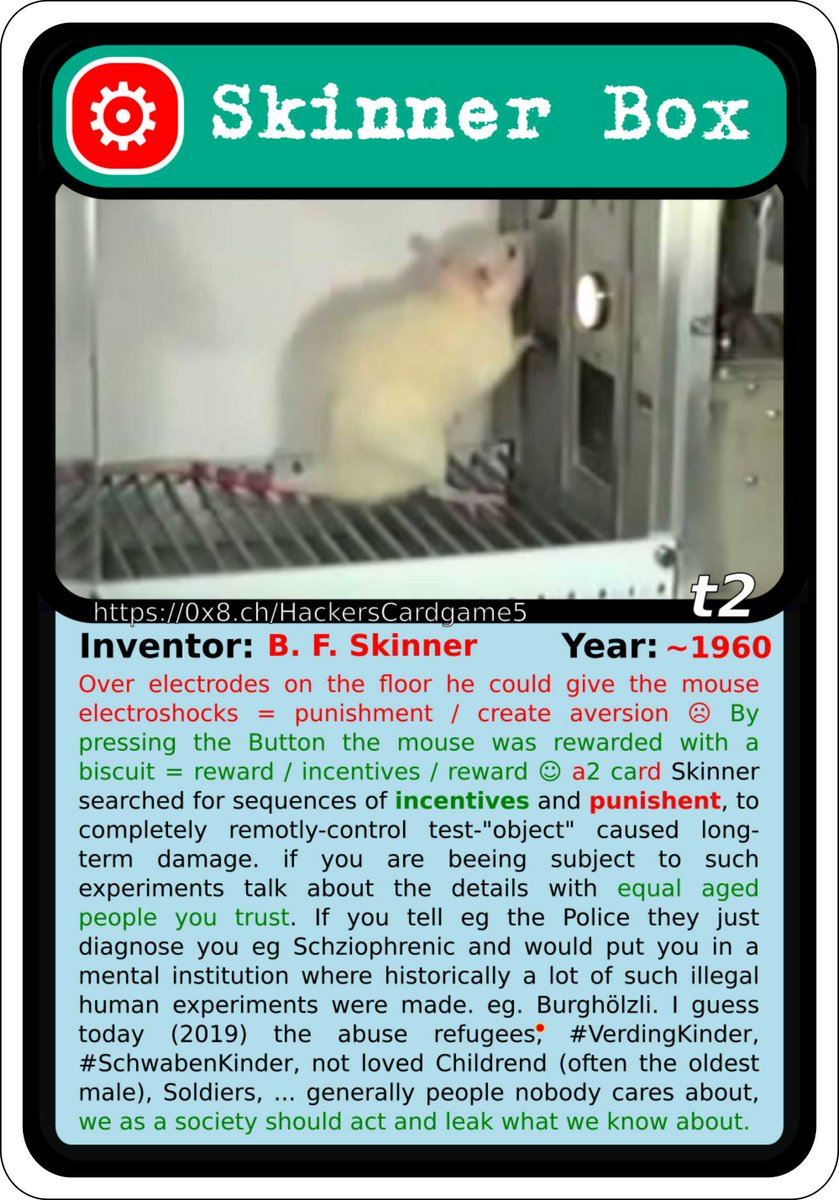 Skinner Box
https://0x8.ch/HackersCardgame5
t2
Inventor: B. F. Skinner Year: ~1960
Over electrodes on the floor he could give the mouse
electroshocks = punishment / create aversion ☹ By
pressing the Button the mouse was rewarded with a
biscuit = reward / incentives / reward ☺ a2 card Skinner
searched for sequences of incentives and punishent, to
completely remotly-control test-"object" caused long-
term damage. if you are beeing subject to such
experiments talk about the details with equal aged
people you trust. If you tell eg the Police they just
diagnose you eg Schziophrenic and would put you in a
mental institution where historically a lot of such illegal
human experiments were made. eg. Burghölzli. I guess
today (2019) the abuse refugees, #VerdingKinder,
#SchwabenKinder, not loved Childrend (often the oldest
male), Soldiers, ... generally people nobody cares about,
we as a society should act and leak what we know about.